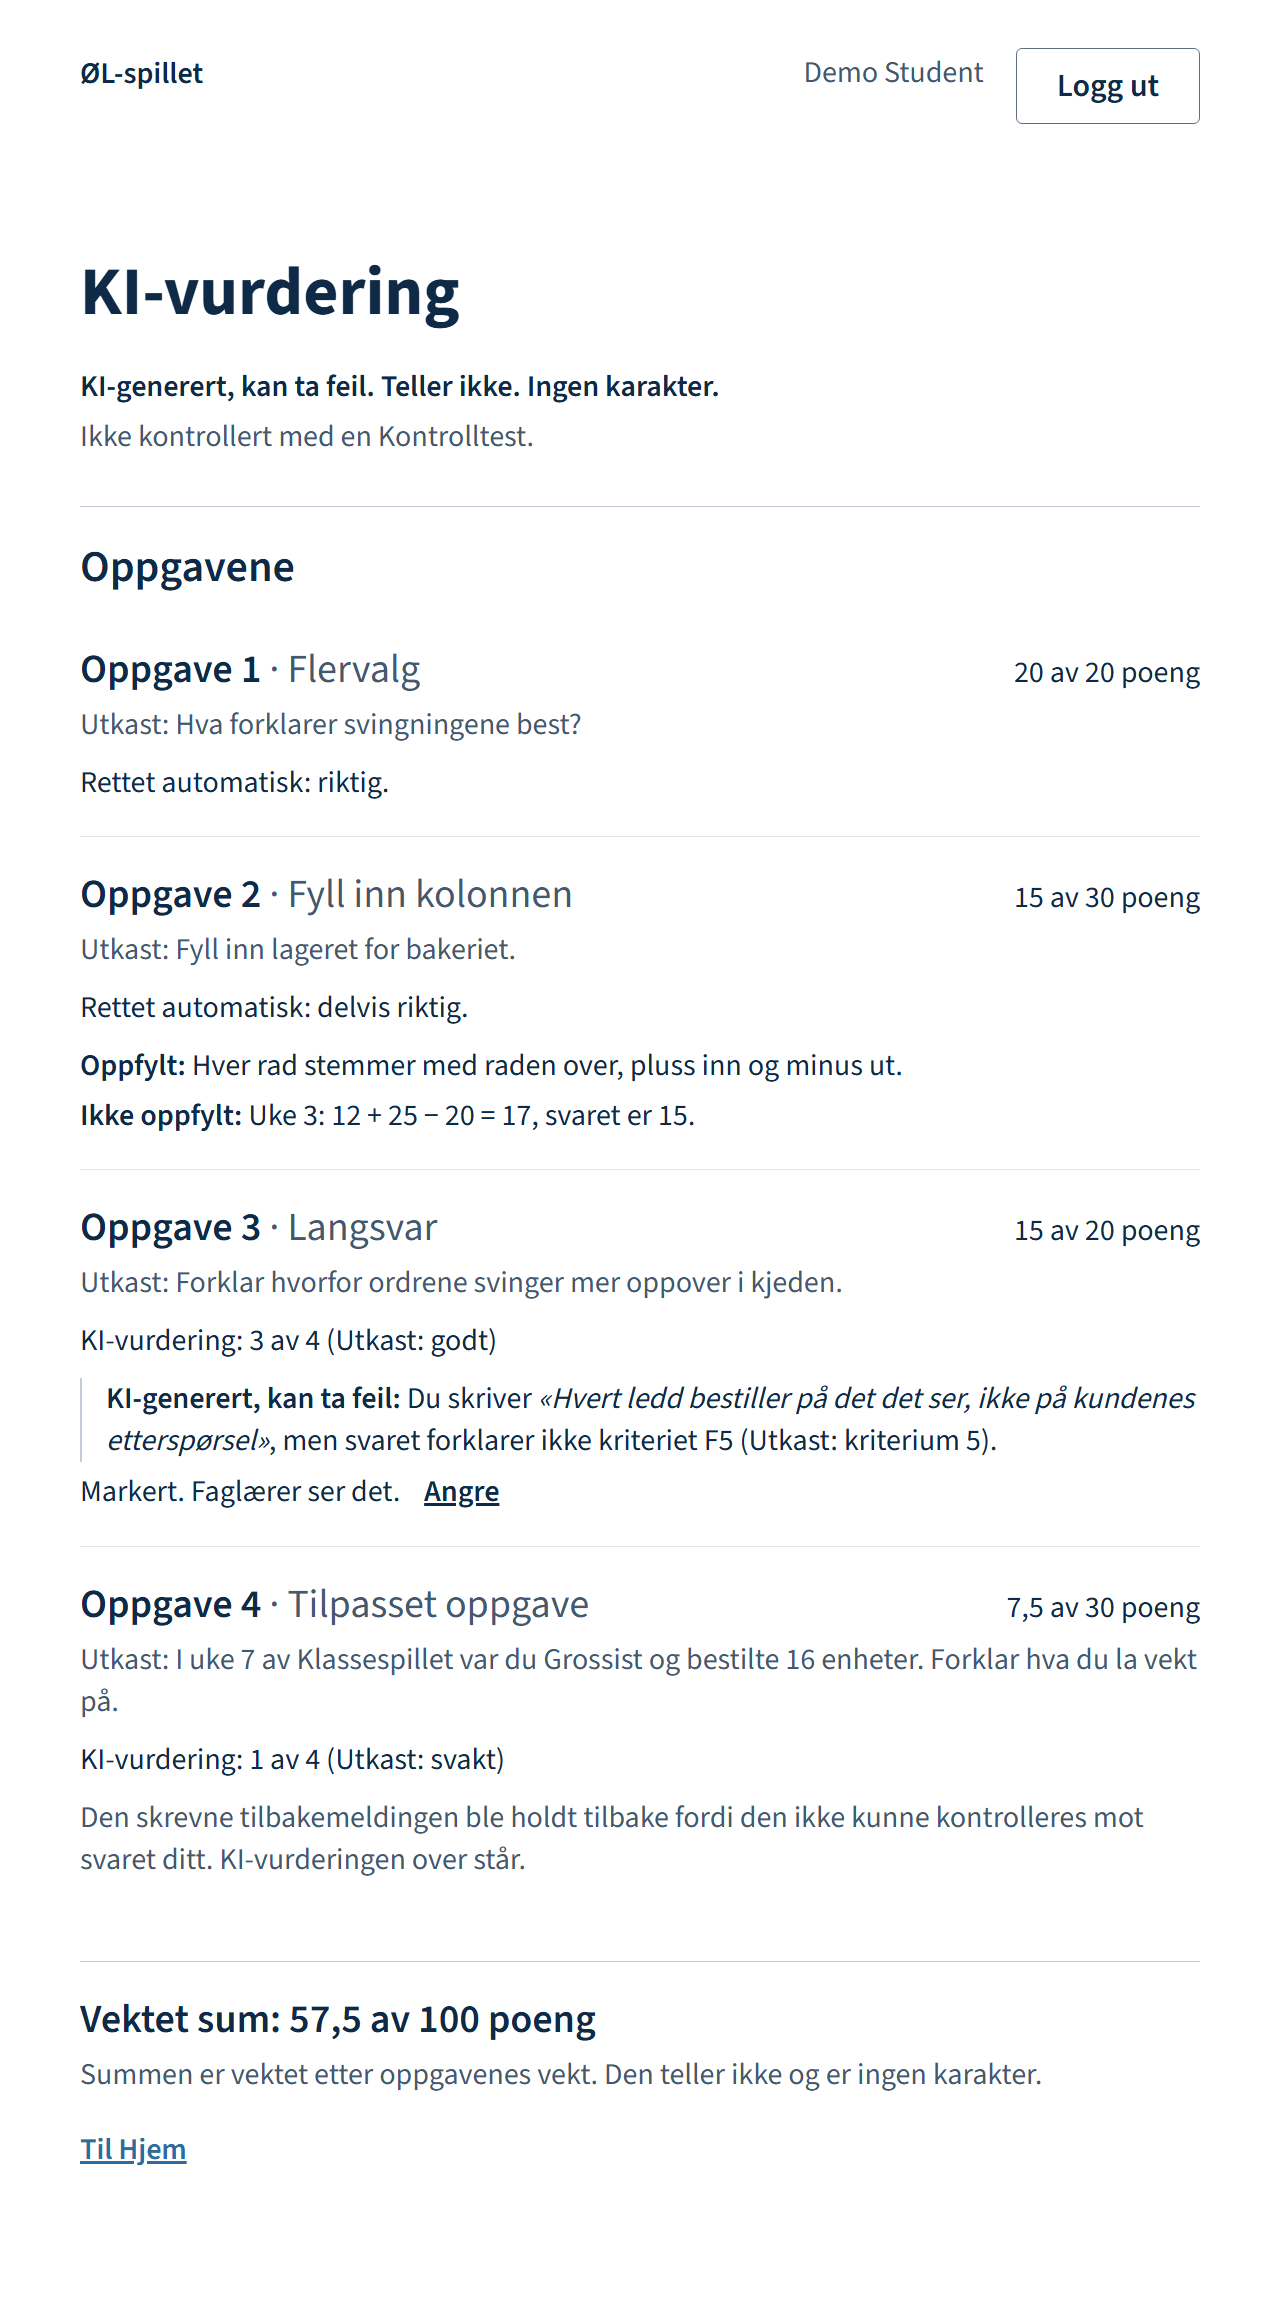 ØL-spillet
Demo Student
Logg ut
KI-vurdering
KI-generert, kan ta feil. Teller ikke. Ingen karakter.
Ikke kontrollert med en Kontrolltest.
Oppgavene
Oppgave 1 · Flervalg
20 av 20 poeng
Utkast: Hva forklarer svingningene best?
Rettet automatisk: riktig.
Oppgave 2 · Fyll inn kolonnen
15 av 30 poeng
Utkast: Fyll inn lageret for bakeriet.
Rettet automatisk: delvis riktig.
Oppfylt: Hver rad stemmer med raden over, pluss inn og minus ut.
Ikke oppfylt: Uke 3: 12 + 25 − 20 = 17, svaret er 15.
Oppgave 3 · Langsvar
15 av 20 poeng
Utkast: Forklar hvorfor ordrene svinger mer oppover i kjeden.
KI-vurdering: 3 av 4 (Utkast: godt)
KI-generert, kan ta feil: Du skriver «Hvert ledd bestiller på det det ser, ikke på kundenes
etterspørsel», men svaret forklarer ikke kriteriet F5 (Utkast: kriterium 5).
Markert. Faglærer ser det. Angre
Oppgave 4 · Tilpasset oppgave
7,5 av 30 poeng
Utkast: I uke 7 av Klassespillet var du Grossist og bestilte 16 enheter. Forklar hva du la vekt
på.
KI-vurdering: 1 av 4 (Utkast: svakt)
Den skrevne tilbakemeldingen ble holdt tilbake fordi den ikke kunne kontrolleres mot
svaret ditt. KI-vurderingen over står.
Vektet sum: 57,5 av 100 poeng
Summen er vektet etter oppgavenes vekt. Den teller ikke og er ingen karakter.
Til Hjem